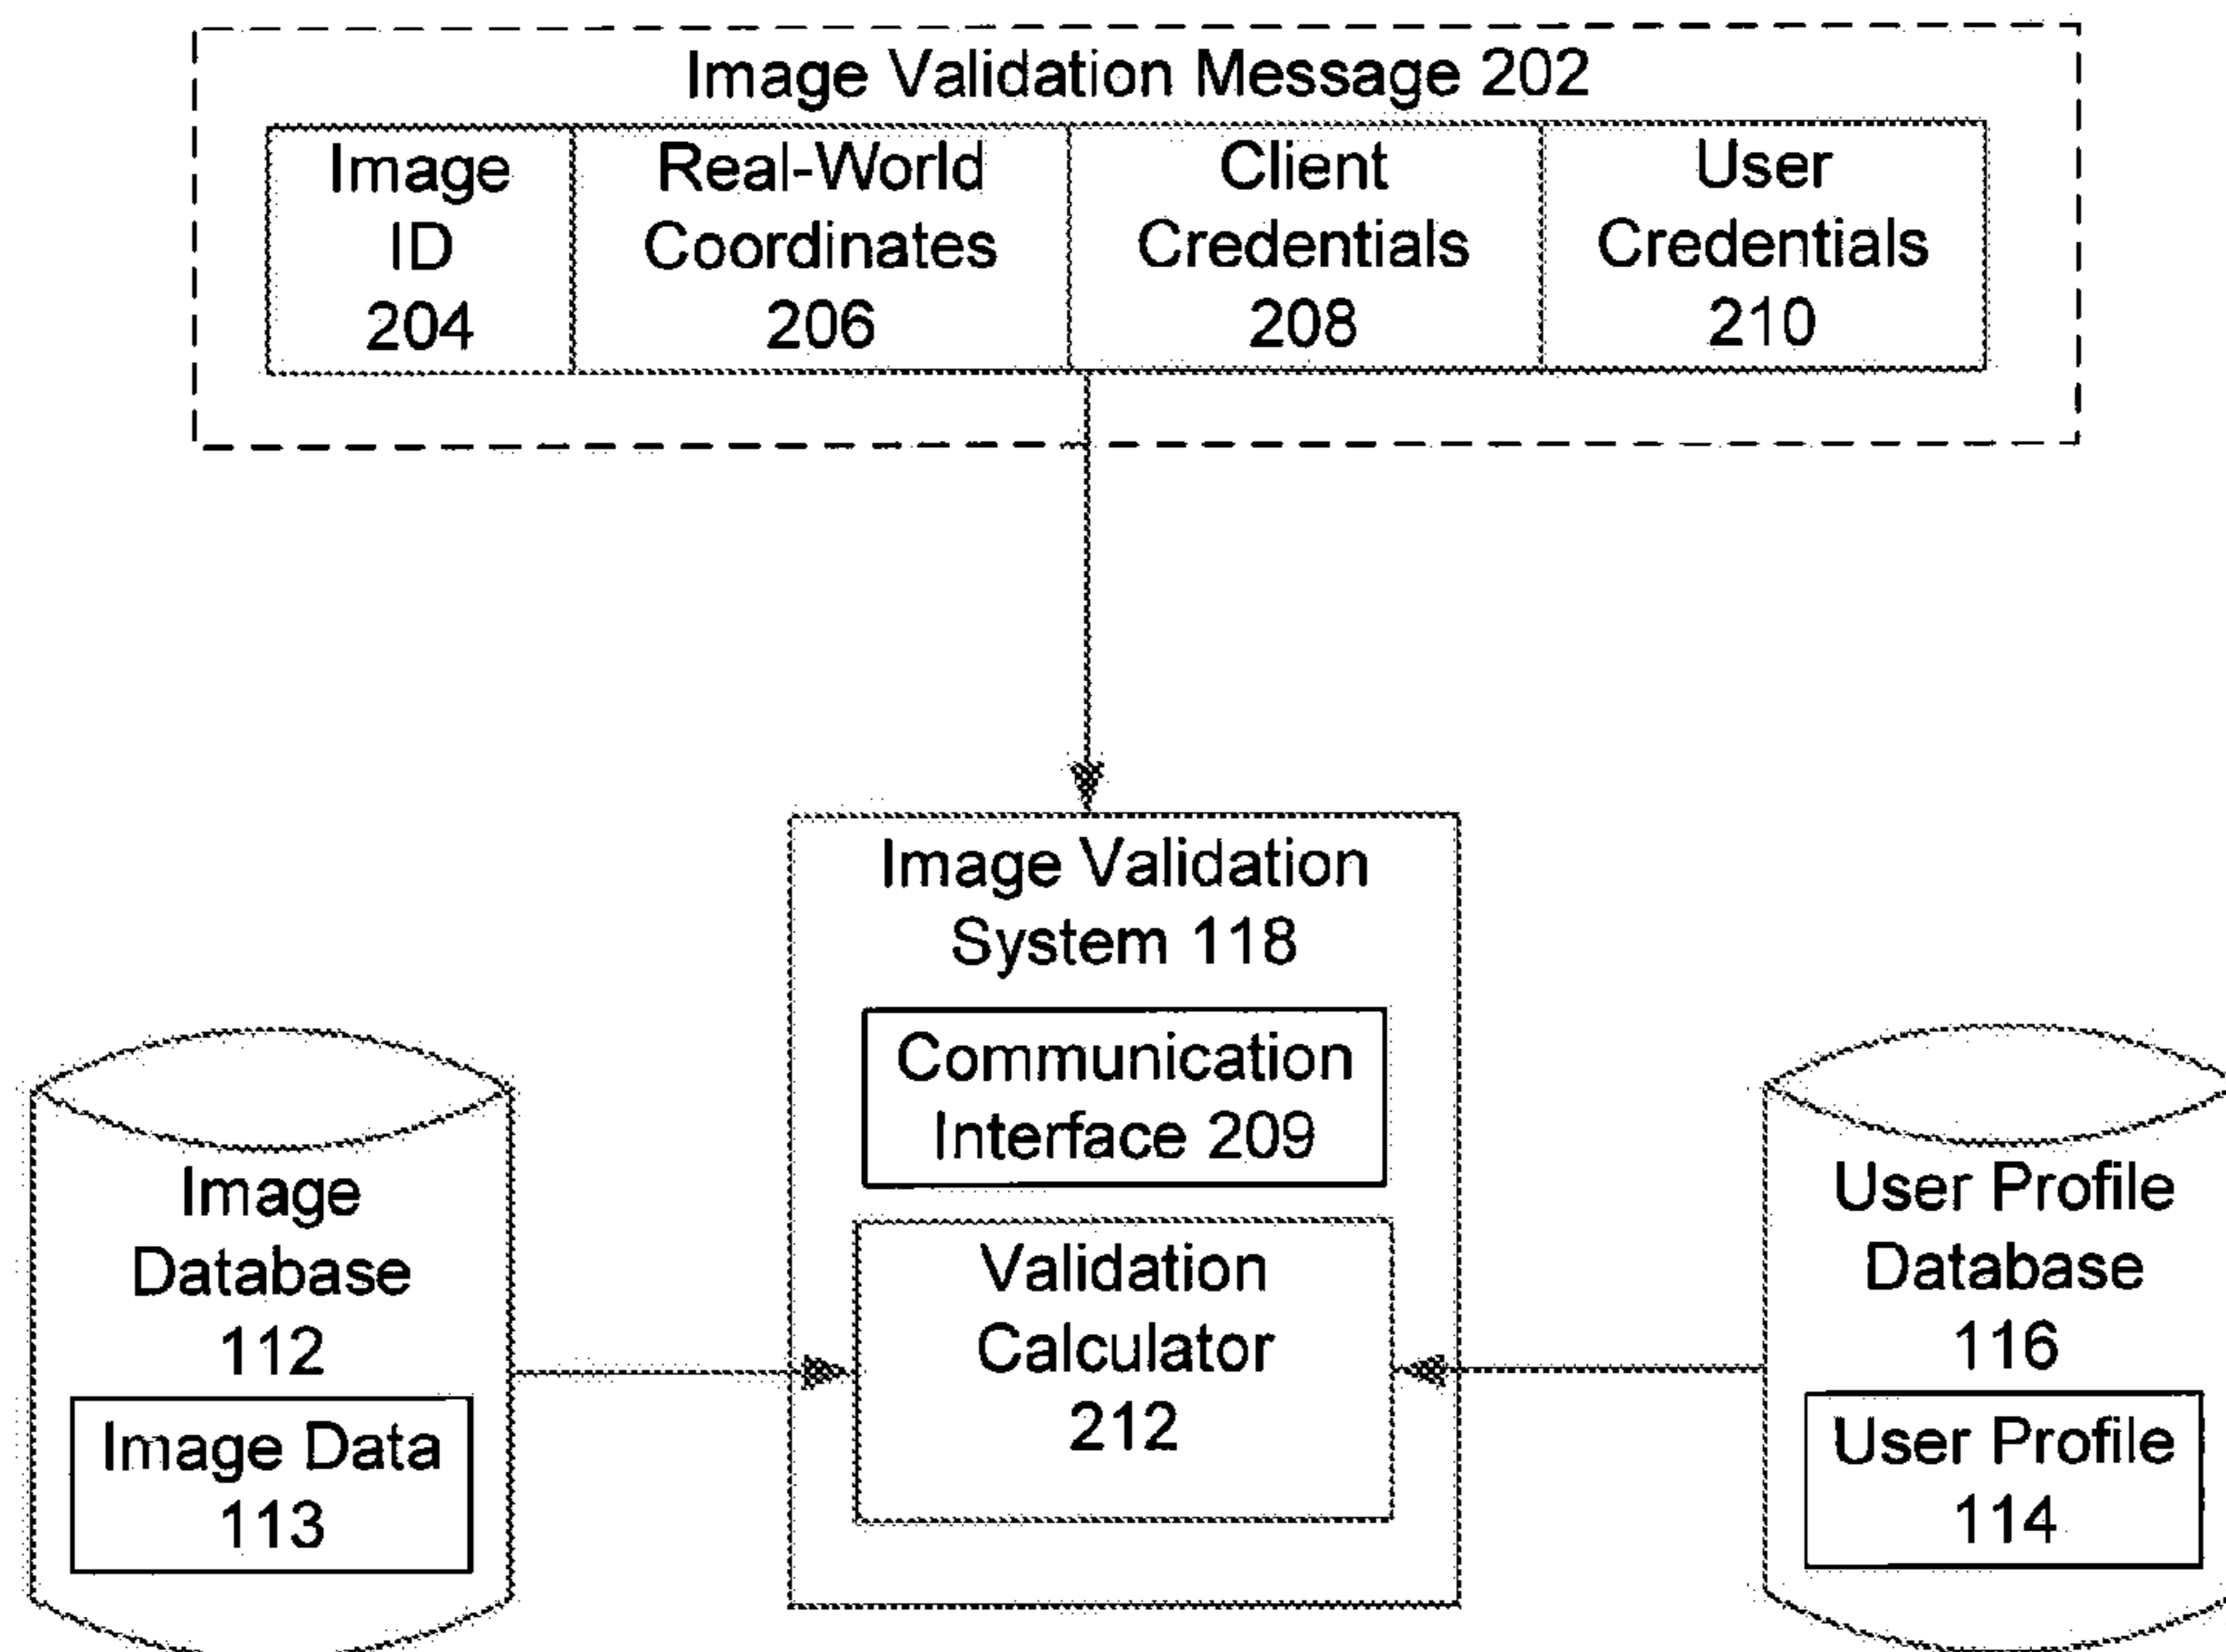 Image Validation Message 202
Image
ID
204
Real-World
Coordinates
206
Client
Credentials
208
User
Credentials
210
Image Validation
System 118
Communication
Interface 209
Validation
Calculator
212
Image
Database
112
Image Data
113
User Profile
Database
116
User Profile
114